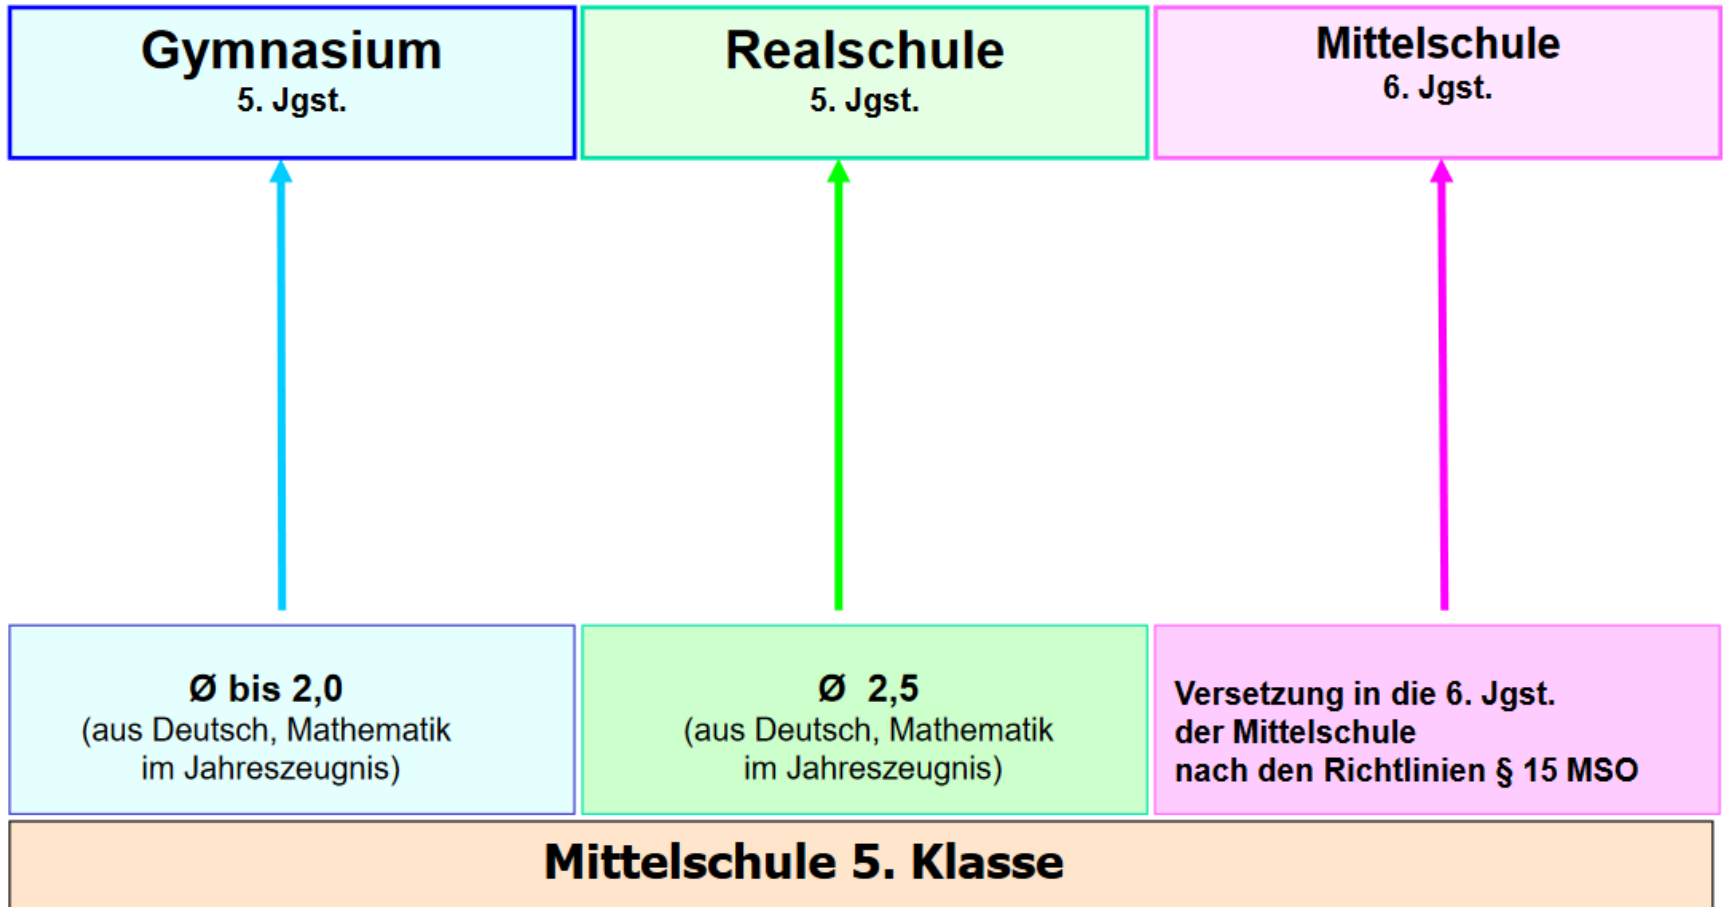 Gymnasium
5. Jgst.
Realschule
5. Jgst.
Mittelschule
6. Jgst.
Ø bis 2,0
(aus Deutsch, Mathematik
im Jahreszeugnis)
Ø 2,5
(aus Deutsch, Mathematik
im Jahreszeugnis)
Versetzung in die 6. Jgst.
der Mittelschule
nach den Richtlinien § 15 MSO
Mittelschule 5. Klasse